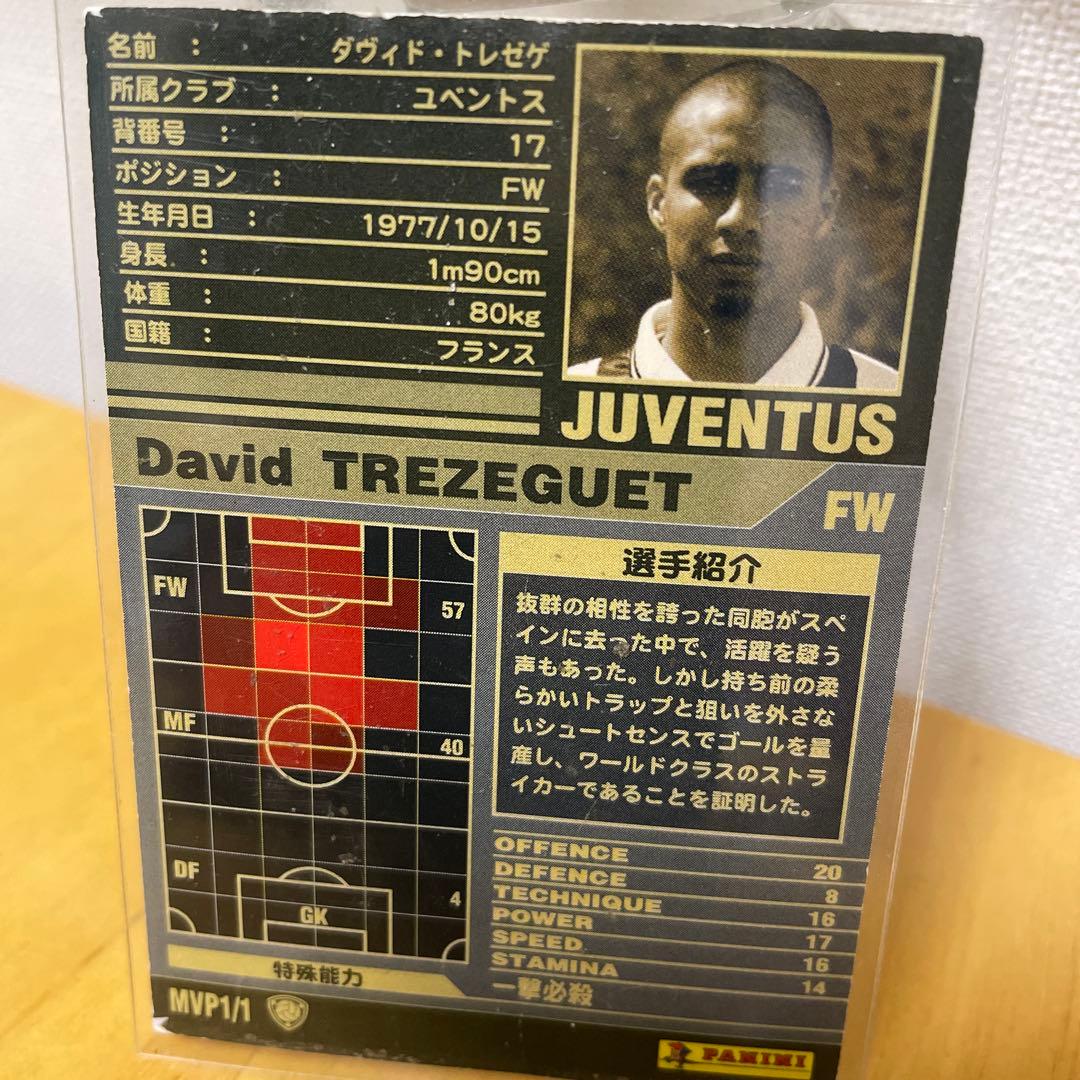 名前 : ダヴィド・トレゼゲ
所属クラブ : ユベントス
背番号 : 17
ポジション : FW
生年月日 : 1977/10/15
身長 : 1m90cm
体重 : 80kg
国籍 : フランス
JUVENTUS
David TREZEGUET
FW
FW 57
MF 40
DF 4
GK
選手紹介
抜群の相性を誇った同胞がスペ
インに去った中で、活躍を疑う
声もあった。しかし持ち前の柔
らかいトラップと狙いを外さな
いシュートセンスでゴールを量
産し、ワールドクラスのストラ
イカーであることを証明した。
OFFENCE 20
DEFENCE 8
TECHNIQUE 16
POWER 17
SPEED 16
STAMINA 14
特殊能力 一撃必殺
MVP1/1
PANINI